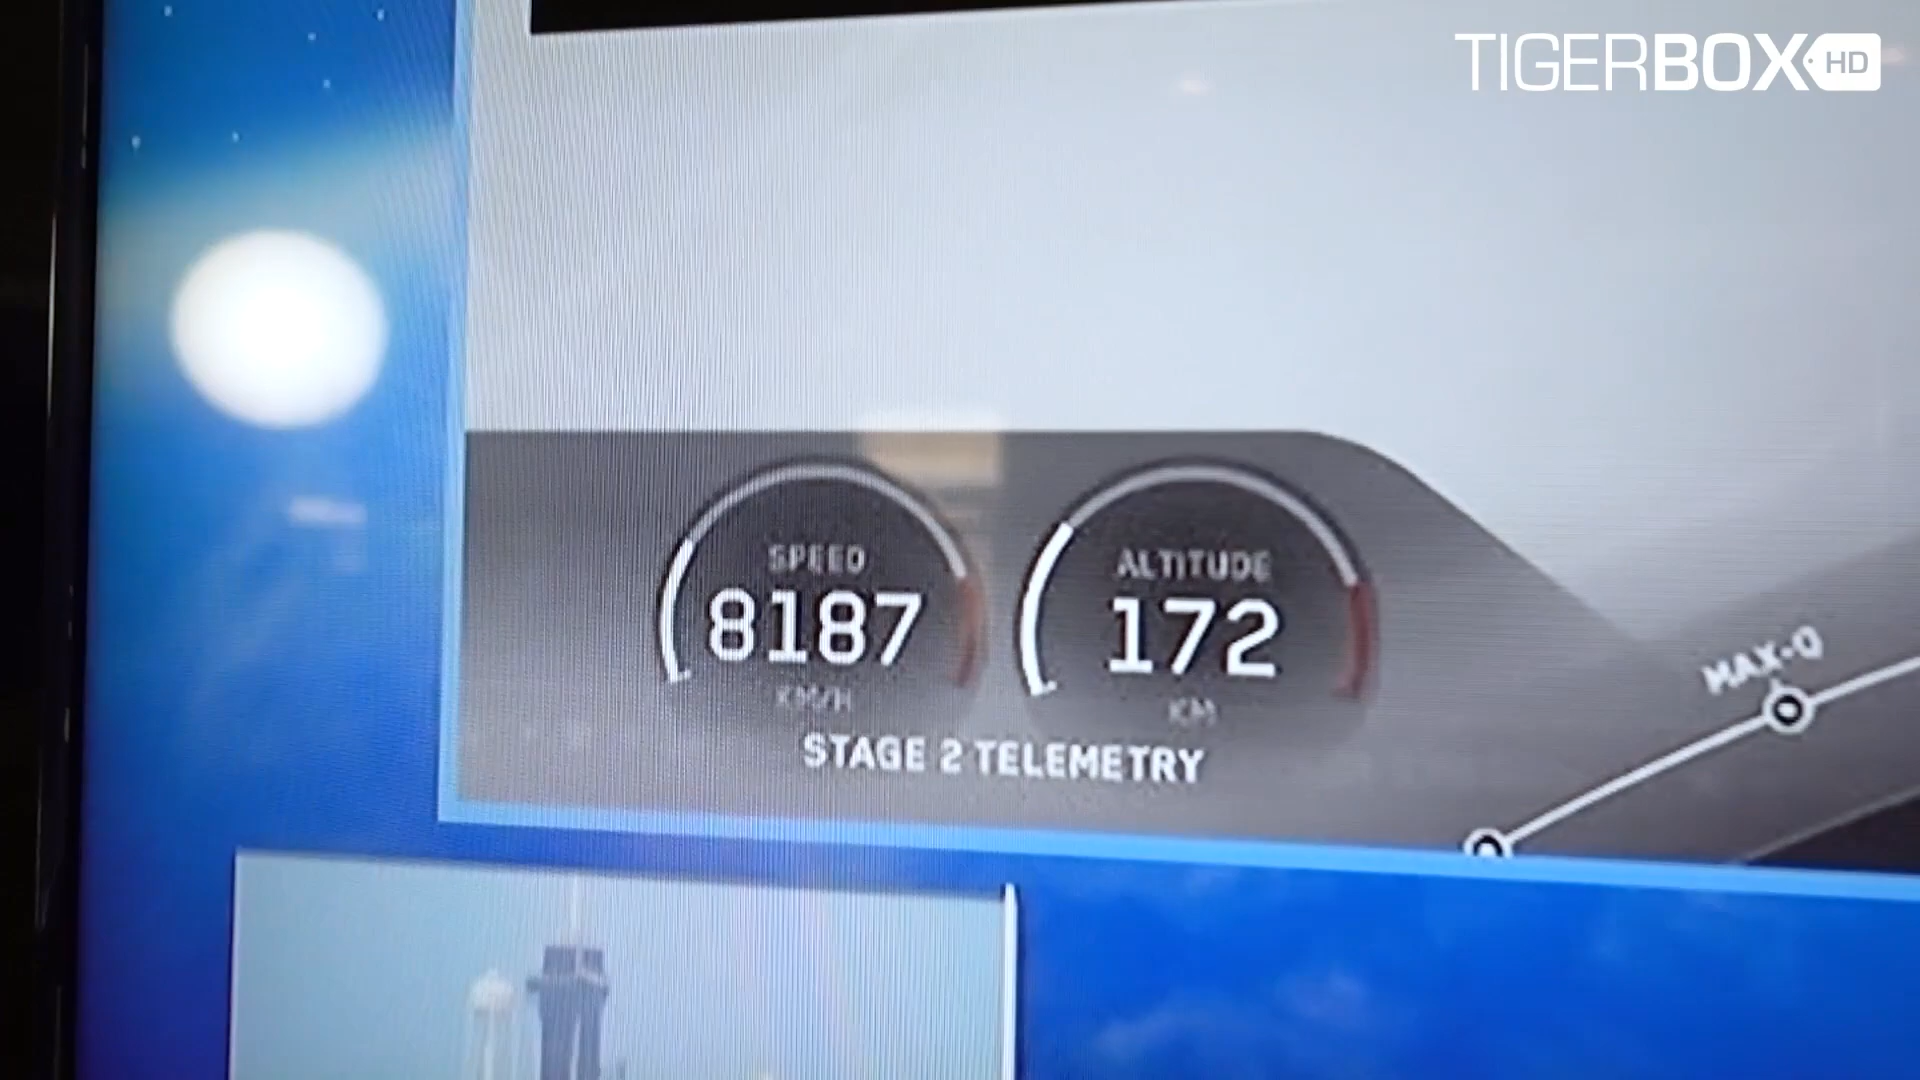 TIGERBOX HD
SPEED
8187
KM/H
ALTITUDE
172
KM
STAGE 2 TELEMETRY
MAX-Q